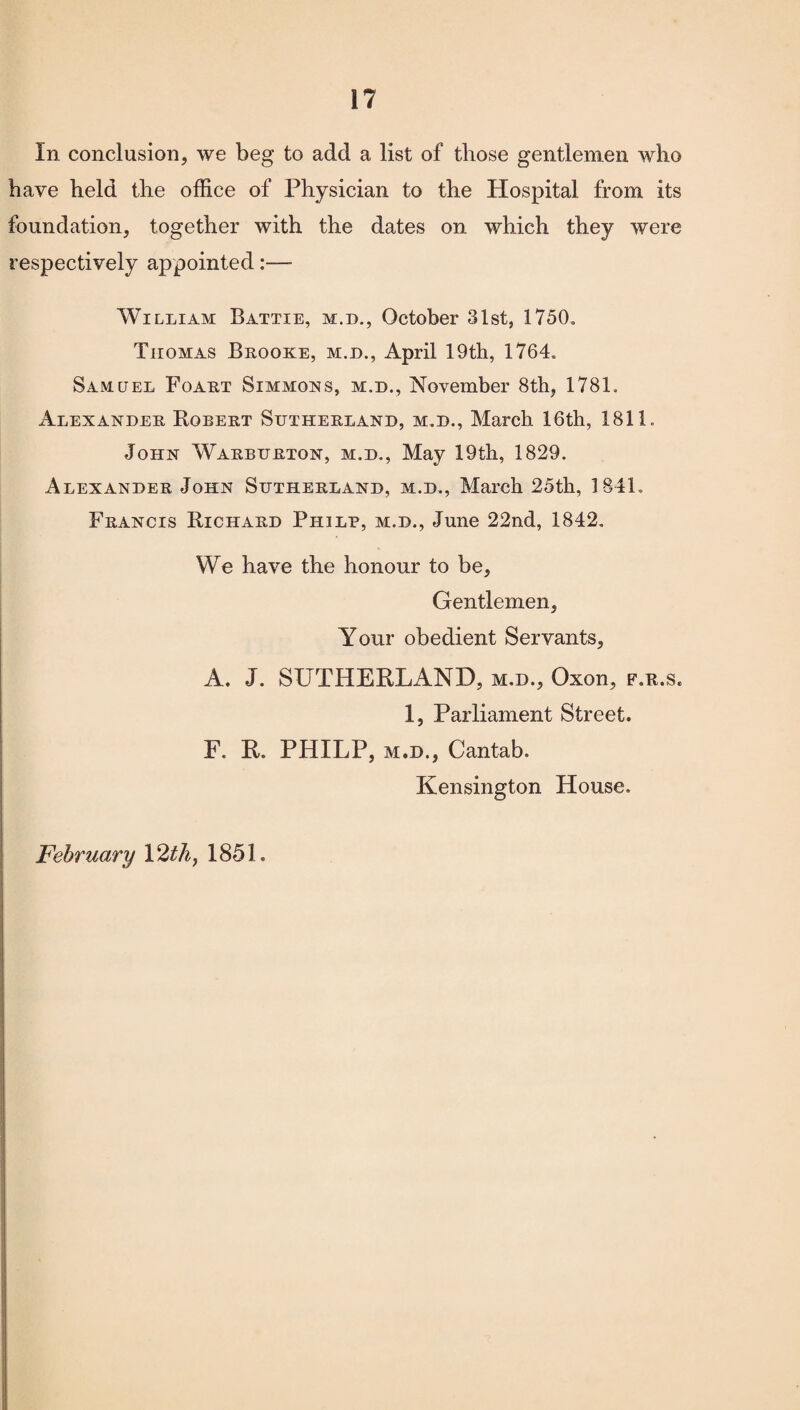 17
In conclusion, we beg to add a list of those gentlemen who
have held the office of Physician to the Hospital from its
foundation, together with the dates on which they were
respectively appointed:—
William Battie, m.d., October 31st, 1750.
Thomas Brooke, m.d., April 19th, 1764.
Samuel Foart Simmons, m.d., November 8th, 1781.
Alexander Robert Sutherland, m.d., March 16th, 1811.
John Warburton, m.d., May 19th, 1829.
Alexander John Sutherland, m.d., March 25th, 1841.
Francis Richard Philp, m.d., June 22nd, 1842.
We have the honour to be,
Gentlemen,
Your obedient Servants,
A. J. SUTHERLAND, m.d., Oxon, f.r.s.
1, Parliament Street.
F. R. PHILP, m.d., Cantab.
Kensington House.
February 12th, 1851.